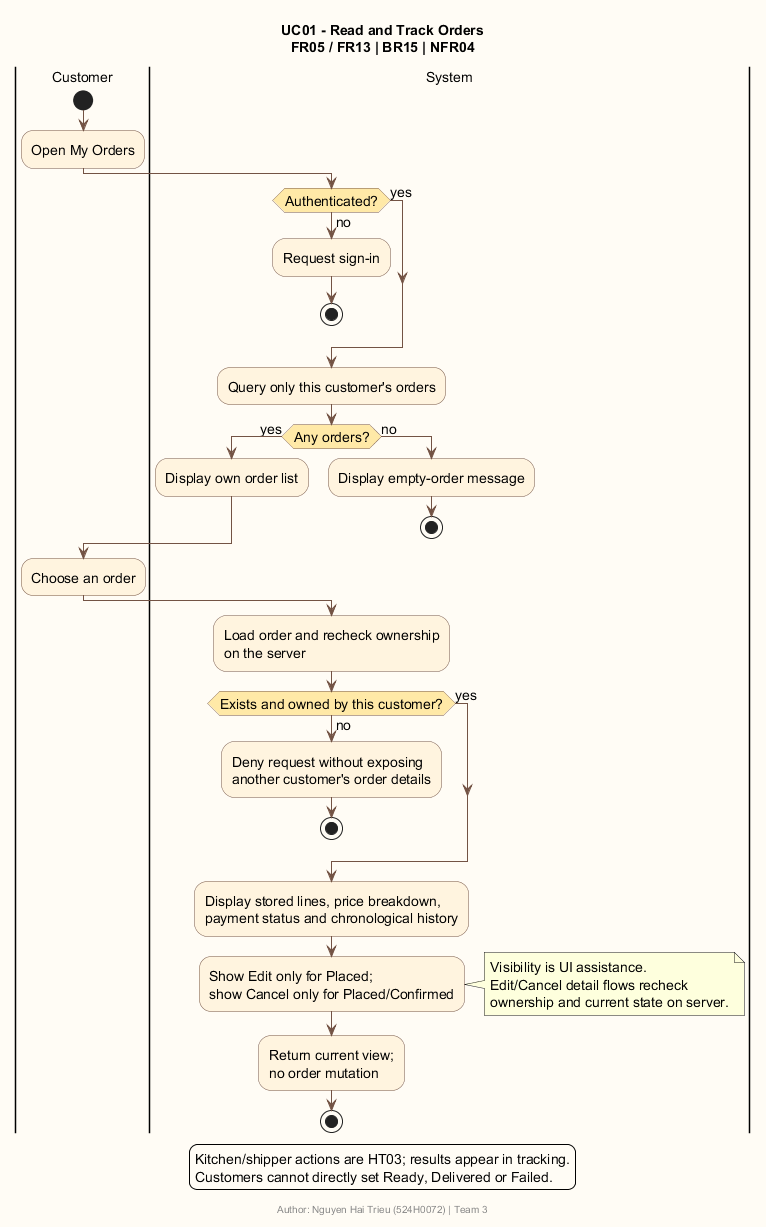 UC01 - Read and Track Orders
FR05 / FR13 | BR15 | NFR04
Customer
System
Open My Orders
Authenticated?
yes
no
Request sign-in
Query only this customer's orders
yes
Any orders?
no
Display own order list
Display empty-order message
Choose an order
Load order and recheck ownership
on the server
Exists and owned by this customer?
yes
no
Deny request without exposing
another customer's order details
Display stored lines, price breakdown,
payment status and chronological history
Show Edit only for Placed;
show Cancel only for Placed/Confirmed
Visibility is UI assistance.
Edit/Cancel detail flows recheck
ownership and current state on server.
Return current view;
no order mutation
Kitchen/shipper actions are HT03; results appear in tracking.
Customers cannot directly set Ready, Delivered or Failed.
Author: Nguyen Hai Trieu (524H0072) | Team 3